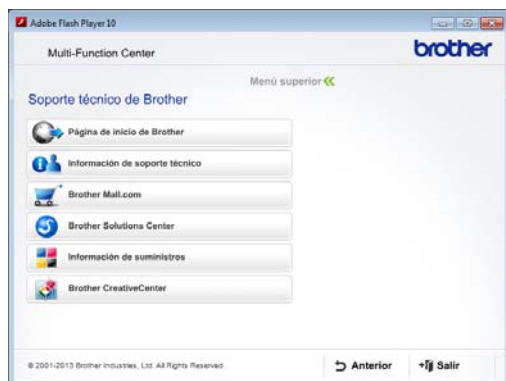 Adobe Flash Player 10
Multi-Function Center
brother
Menú superior
Soporte técnico de Brother
Página de inicio de Brother
Información de soporte técnico
Brother Mall.com
Brother Solutions Center
Información de suministros
Brother CreativeCenter
© 2001-2013 Brother Industries, Ltd. All Rights Reserved.
Anterior
Salir